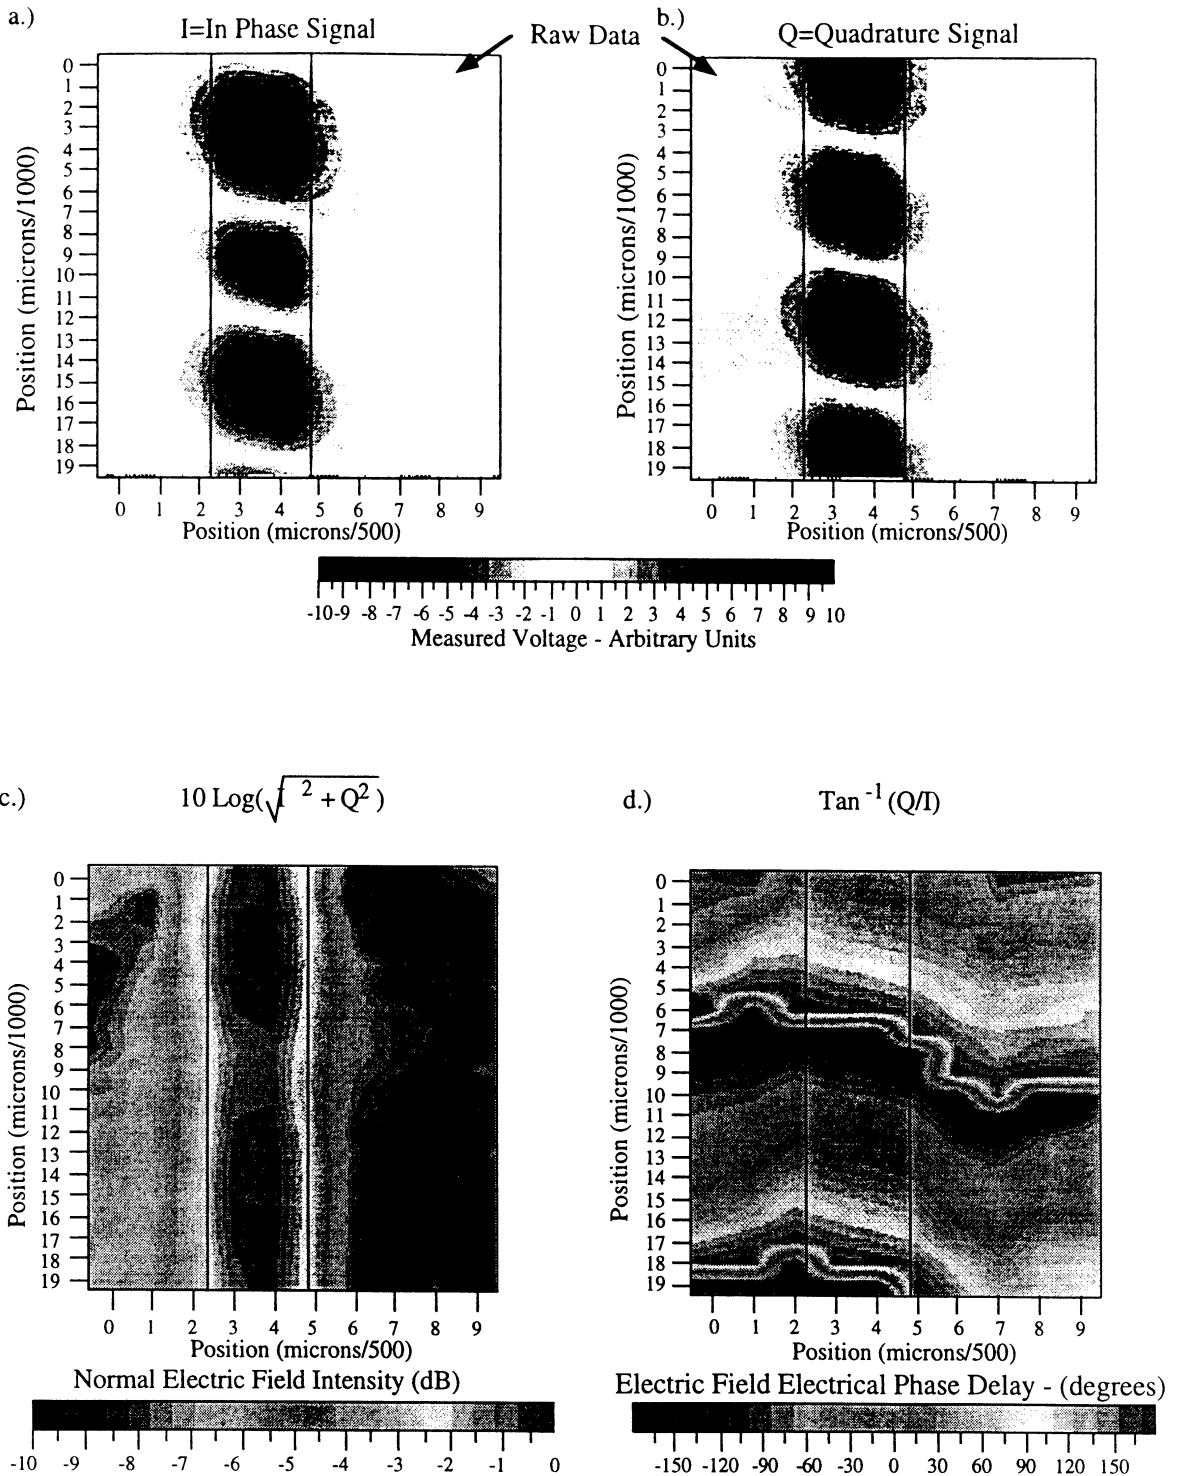 a.)
I=In Phase Signal
Raw Data
b.)
Q=Quadrature Signal
0
1
2
3
4
5
6
7
8
9
10
11
12
13
14
15
16
17
18
19
Position (microns/1000)
0 1 2 3 4 5 6 7 8 9
Position (microns/500)
0
1
2
3
4
5
6
7
8
9
10
11
12
13
14
15
16
17
18
19
Position (microns/1000)
0 1 2 3 4 5 6 7 8 9
Position (microns/500)
-10 -9 -8 -7 -6 -5 -4 -3 -2 -1 0 1 2 3 4 5 6 7 8 9 10
Measured Voltage - Arbitrary Units
c.)
10 Log(√ 2 + Q2 )
d.)
Tan -1 (Q/I)
0
1
2
3
4
5
6
7
8
9
10
11
12
13
14
15
16
17
18
19
Position (microns/1000)
0 1 2 3 4 5 6 7 8 9
Position (microns/500)
Normal Electric Field Intensity (dB)
-10 -9 -8 -7 -6 -5 -4 -3 -2 -1 0
0
1
2
3
4
5
6
7
8
9
10
11
12
13
14
15
16
17
18
19
Position (microns/1000)
0 1 2 3 4 5 6 7 8 9
Position (microns/500)
Electric Field Electrical Phase Delay - (degrees)
-150 -120 -90 -60 -30 0 30 60 90 120 150